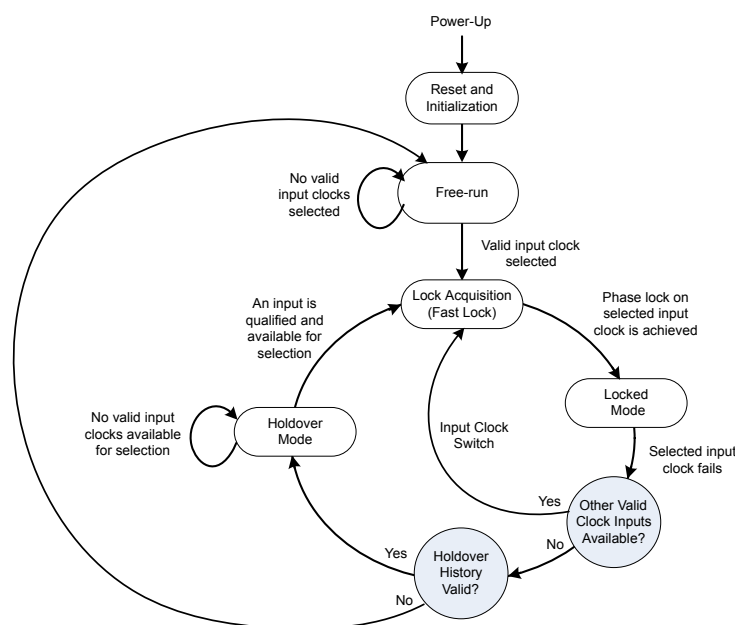 Power-Up
Reset and
Initialization
No valid
input clocks
selected
Free-run
Valid input clock
selected
Lock Acquisition
(Fast Lock)
An input is
qualified and
available for
selection
Phase lock on
selected input
clock is achieved
Locked
Mode
No valid input
clocks available
for selection
Holdover
Mode
Input Clock
Switch
Selected input
clock fails
Yes
Other Valid
Clock Inputs
Available?
No
Yes
Holdover
History
Valid?
No